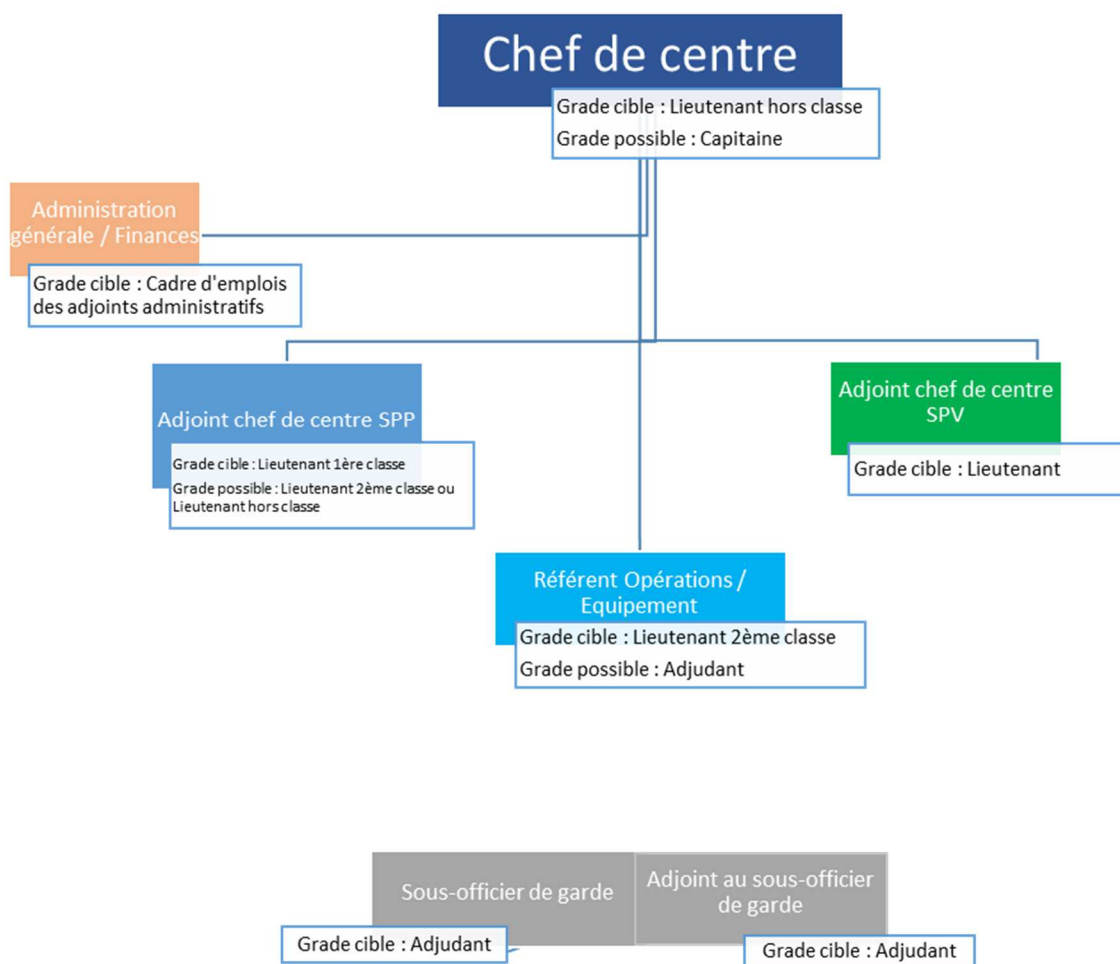 Chef de centre
Grade cible : Lieutenant hors classe
Grade possible : Capitaine
Administration
générale / Finances
Grade cible : Cadre d'emplois
des adjoints administratifs
Adjoint chef de centre SPP
Grade cible : Lieutenant 1ère classe
Grade possible : Lieutenant 2ème classe ou
Lieutenant hors classe
Adjoint chef de centre
SPV
Grade cible : Lieutenant
Référent Opérations /
Equipement
Grade cible : Lieutenant 2ème classe
Grade possible : Adjudant
Sous-officier de garde
Grade cible : Adjudant
Adjoint au sous-officier
de garde
Grade cible : Adjudant